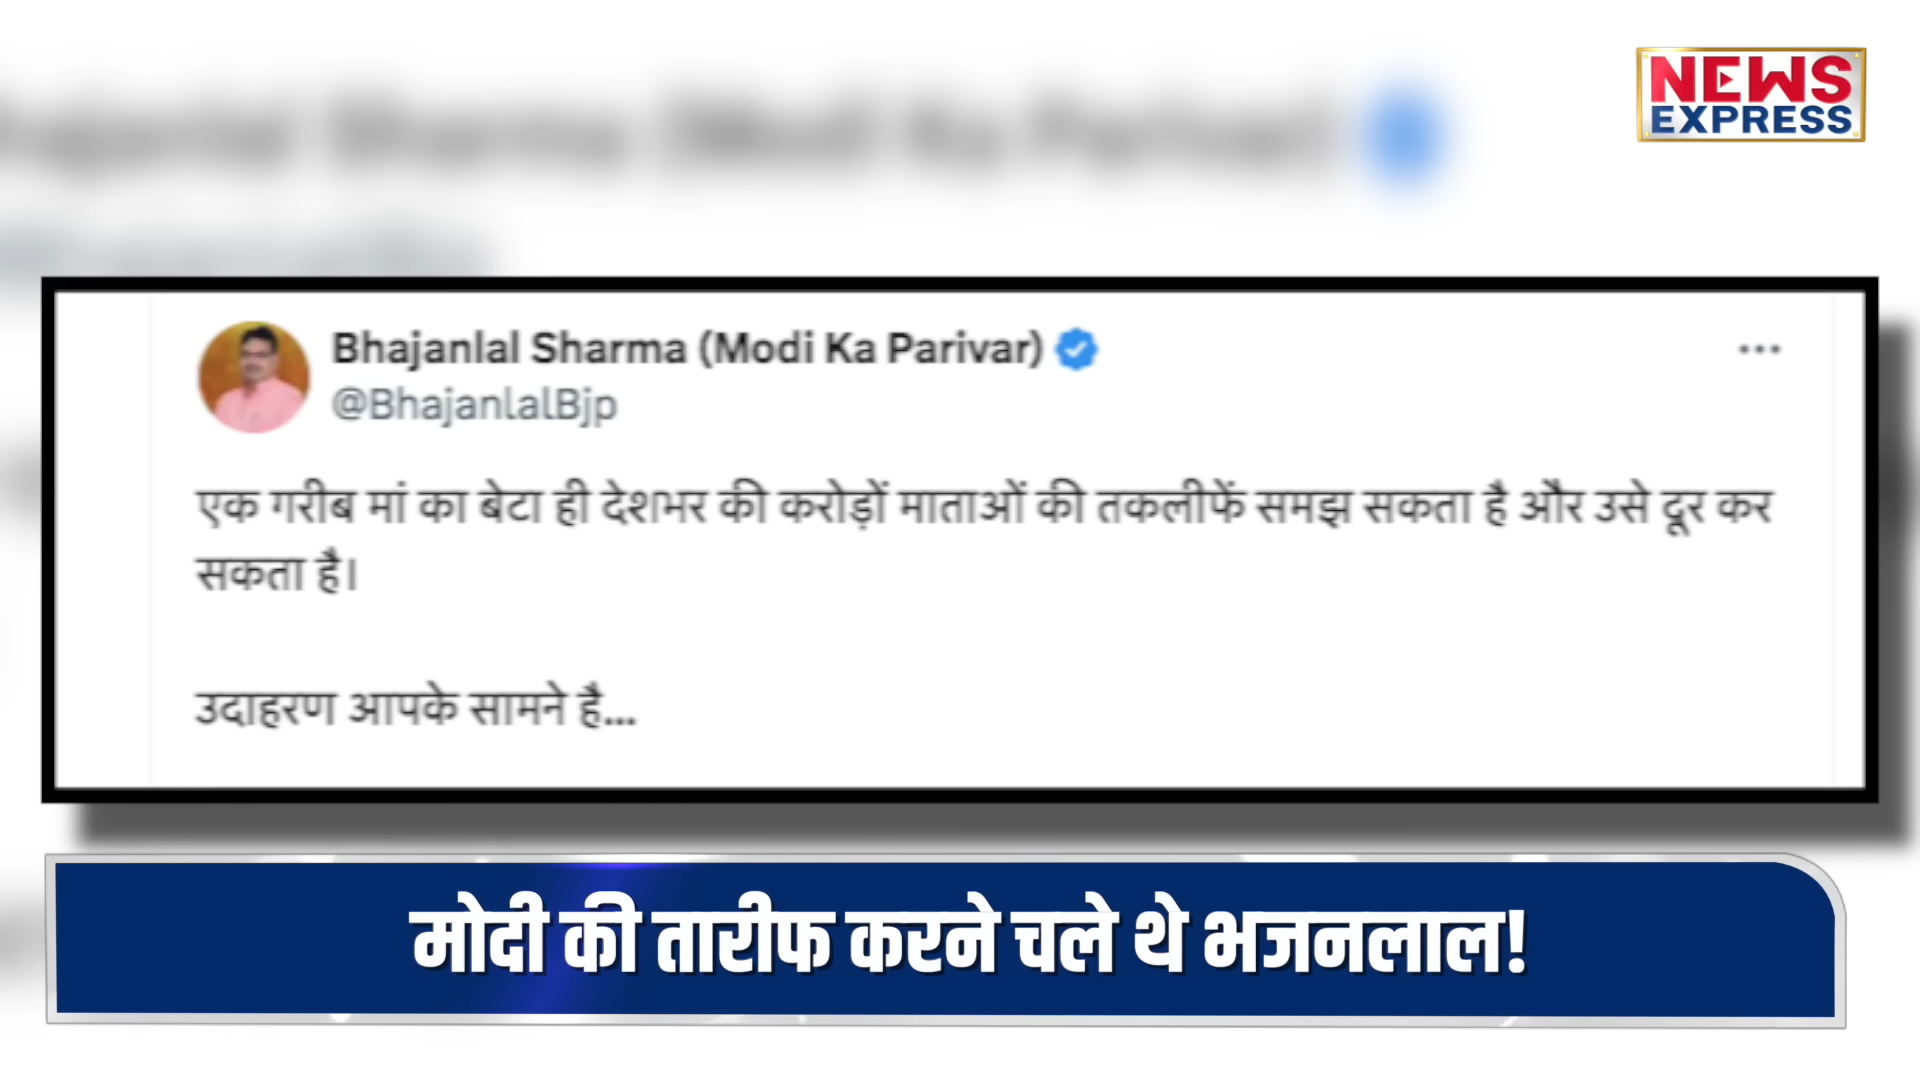 NEWS
EXPRESS
Bhajanlal Sharma (Modi Ka Parivar)
@BhajanlalBjp
एक गरीब मां का बेटा ही देशभर की करोड़ों माताओं की तकलीफें समझ सकता है और उसे दूर कर
सकता है।
उदाहरण आपके सामने है...
मोदी की तारीफ करने चले थे भजनलाल!